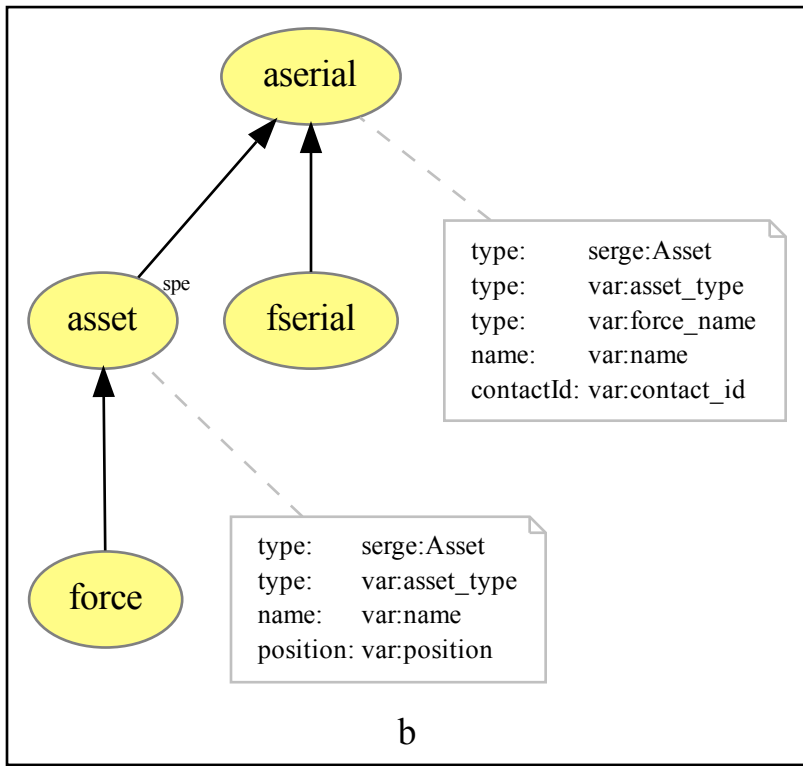 aserial
asset
spe
fserial
type: serge:Asset
type: var:asset_type
type: var:force_name
name: var:name
contactId: var:contact_id
force
type: serge:Asset
type: var:asset_type
name: var:name
position: var:position
b